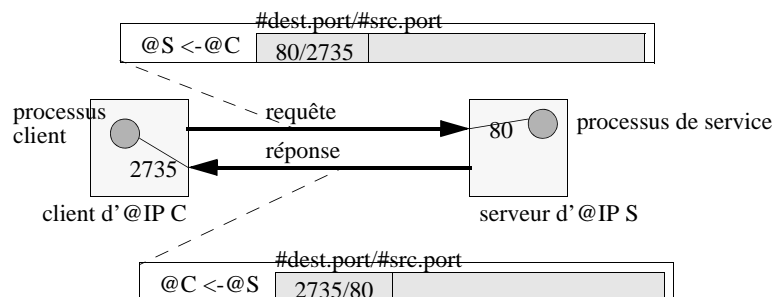 #dest.port/#src.port
@S <-@C 80/2735
processus client
requête
80
processus de service
2735
réponse
client d'@IP C
serveur d'@IP S
#dest.port/#src.port
@C <-@S 2735/80